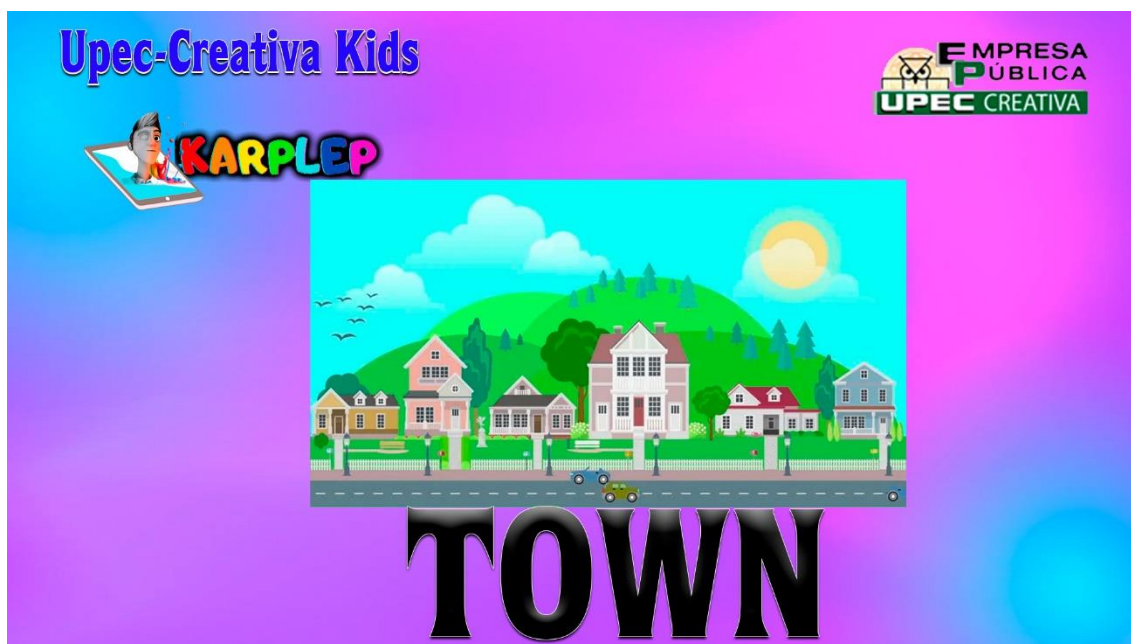 Upec-Creativa Kids
EMPRESA
PÚBLICA
UPEC CREATIVA
KARPLEP
TOWN